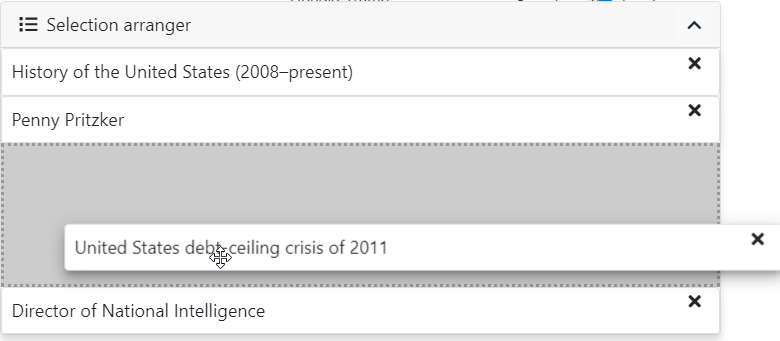 Selection arranger
History of the United States (2008–present)
Penny Pritzker
United States debt-ceiling crisis of 2011
Director of National Intelligence